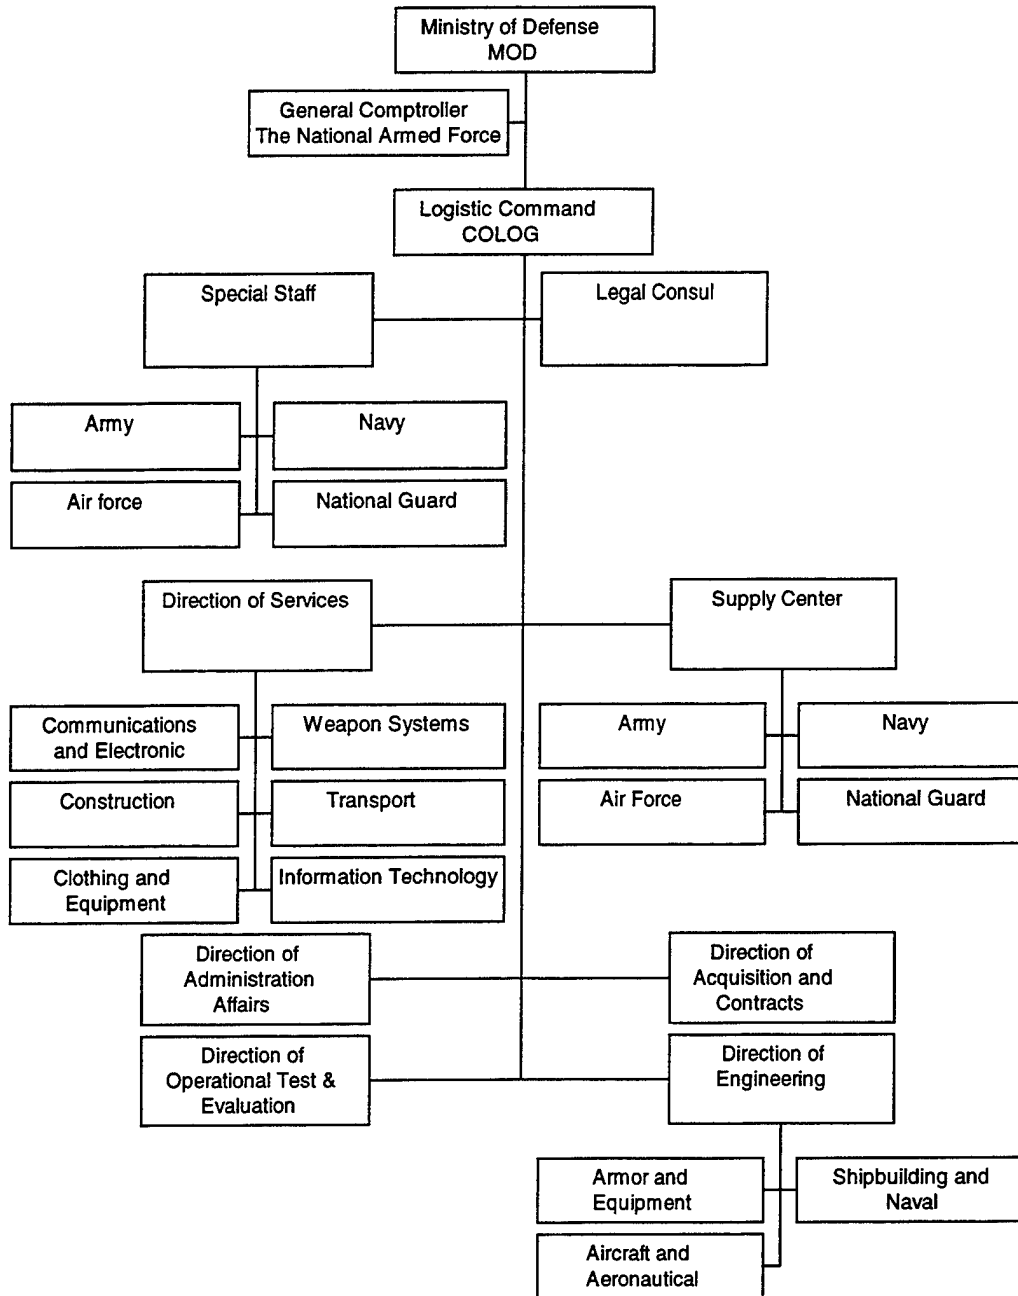 Ministry of Defense
MOD
General Comptroller
The National Armed Force
Logistic Command
COLOG
Special Staff
Legal Consul
Army
Navy
Air force
National Guard
Direction of Services
Supply Center
Communications
and Electronic
Weapon Systems
Army
Navy
Construction
Transport
Air Force
National Guard
Clothing and
Equipment
Information Technology
Direction of
Administration
Affairs
Direction of
Acquisition and
Contracts
Direction of
Operational Test &
Evaluation
Direction of
Engineering
Armor and
Equipment
Shipbuilding and
Naval
Aircraft and
Aeronautical